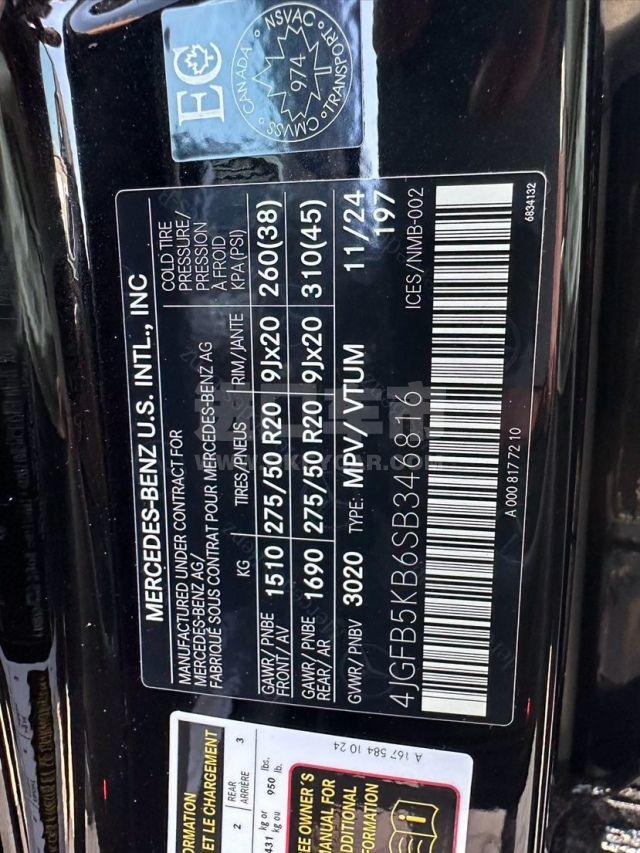 EC
CANADA
NSVAC
974
CMVSS
TRANSPORT
MERCEDES-BENZ U.S. INTL., INC
MANUFACTURED UNDER CONTRACT FOR
MERCEDES-BENZ AG/
FABRIQUÉ SOUS CONTRAT POUR MERCEDES-BENZ AG
COLD TIRE
PRESSURE/
PRESSION
À FROID
KG TIRES/PNEUS RIM/JANTE KPA(PSI)
GAWR/PNBE
FRONT/AV 1510 275/50 R20 9Jx20 260(38)
GAWR/PNBE
REAR/AR 1690 275/50 R20 9Jx20 310(45)
GVWR/PNBV 3020 TYPE: MPV/VTUM 11/24
197
4JGFB5KB6SB346816 ICES/NMB-002
A 000 817 72 10 6834132
ET LE CHARGEMENT
2 REAR
ARRIÈRE 3
431 kg or
kg ou 950 lbs.
lb.
SEE OWNER'S
MANUAL FOR
ADDITIONAL
A 167 584 10 24